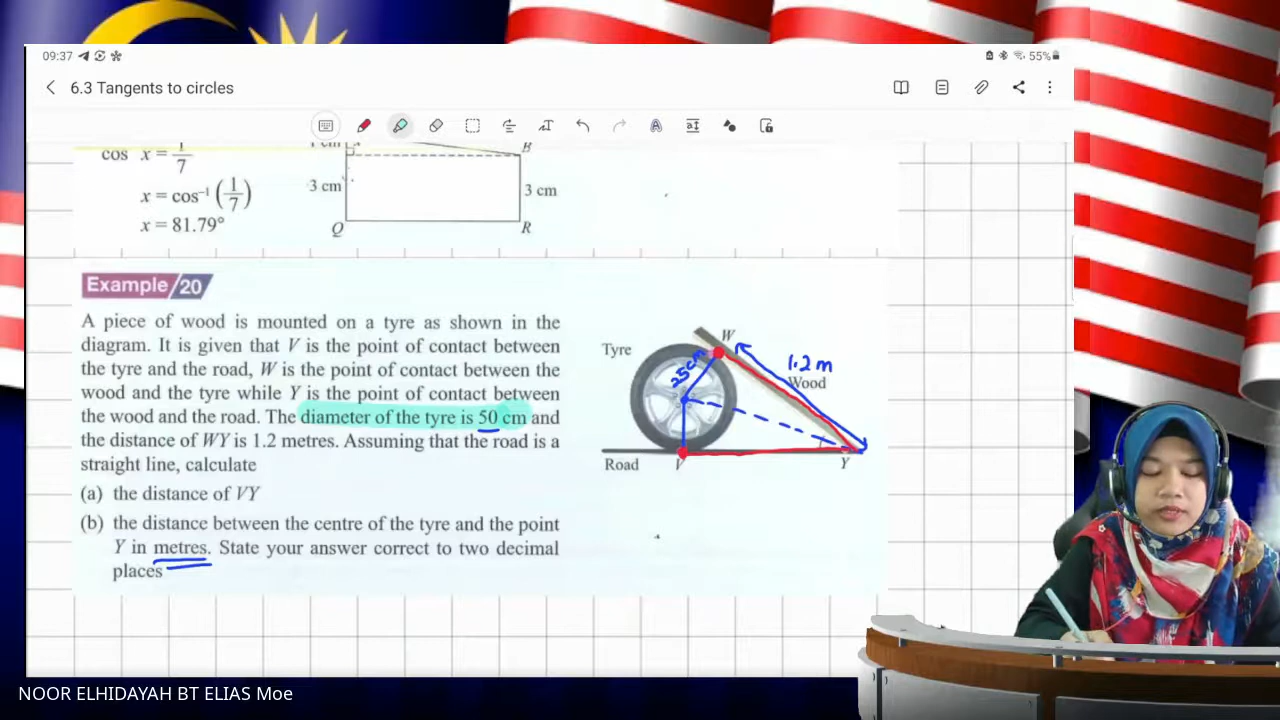 09:37
55%
6.3 Tangents to circles
cos x = 1/7
x = cos⁻¹ (1/7)
x = 81.79°
3 cm
3 cm
B
Q
R
Example 20
A piece of wood is mounted on a tyre as shown in the
diagram. It is given that V is the point of contact between
the tyre and the road, W is the point of contact between the
wood and the tyre while Y is the point of contact between
the wood and the road. The diameter of the tyre is 50 cm and
the distance of WY is 1.2 metres. Assuming that the road is a
straight line, calculate
(a) the distance of VY
(b) the distance between the centre of the tyre and the point
Y in metres. State your answer correct to two decimal
places
Tyre
W
25cm
1.2 m
Wood
Road
V
Y
NOOR ELHIDAYAH BT ELIAS Moe